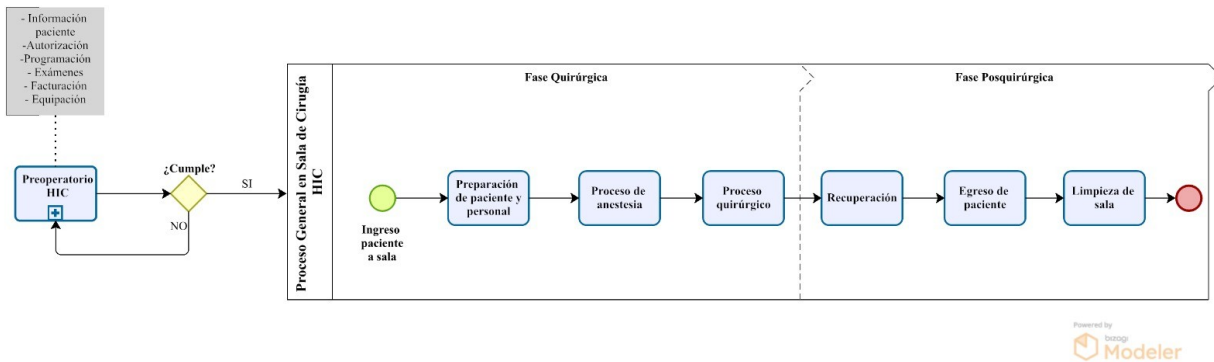 - Información
paciente
-Autorización
-Programación
- Exámenes
- Facturación
- Equipación
Preoperatorio
HIC
¿Cumple?
SI
NO
Proceso General en Sala de Cirugía
HIC
Fase Quirúrgica
Fase Posquirúrgica
Ingreso
paciente
a sala
Preparación
de paciente y
personal
Proceso de
anestesia
Proceso
quirúrgico
Recuperación
Egreso de
paciente
Limpieza de
sala
Powered by
bizagi
Modeler